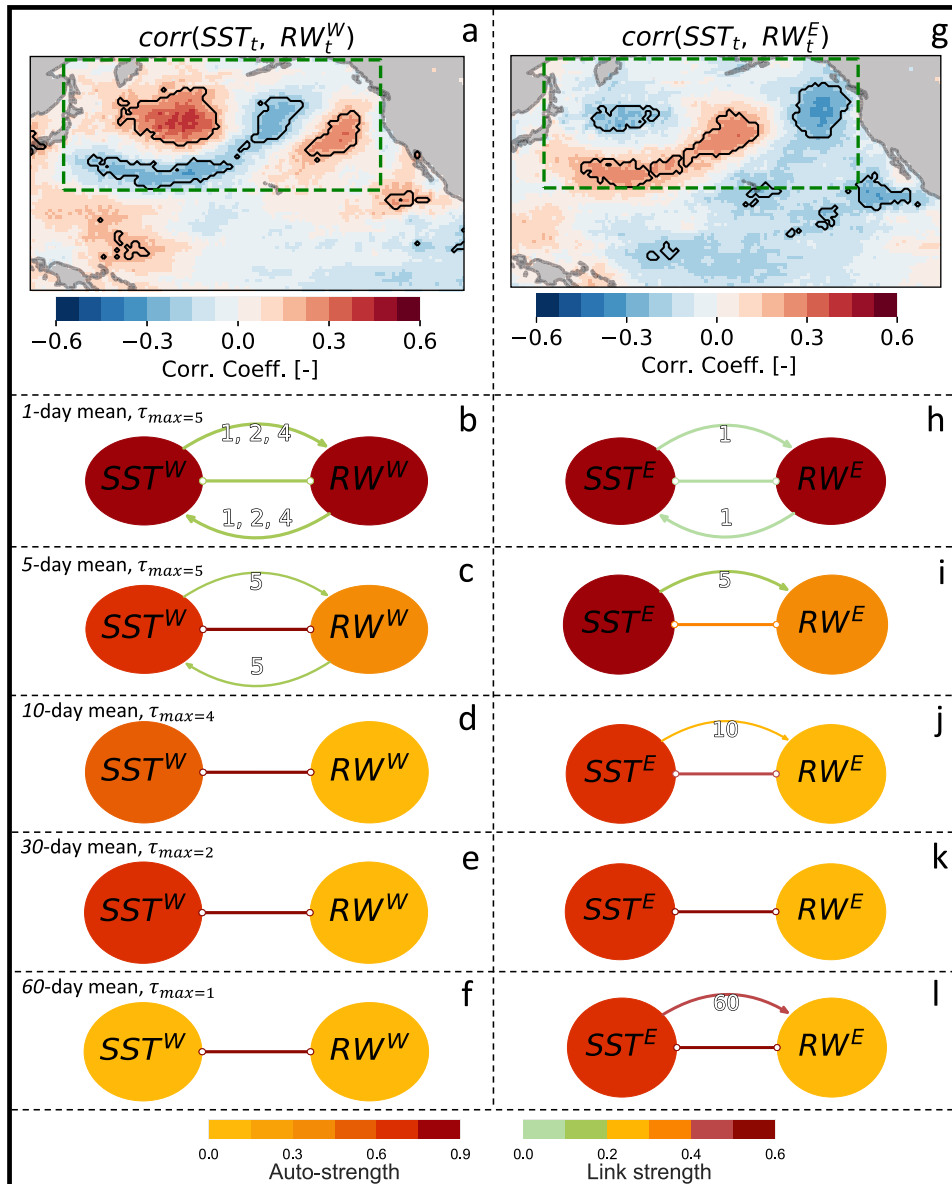 corr(SST_t, RW_t^W) a
corr(SST_t, RW_t^E) g
−0.6 −0.3 0.0 0.3 0.6
Corr. Coeff. [-]
−0.6 −0.3 0.0 0.3 0.6
Corr. Coeff. [-]
1-day mean, τ_max=5 b
1, 2, 4
SST^W RW^W
1, 2, 4
h
1
SST^E RW^E
1
5-day mean, τ_max=5 c
5
SST^W RW^W
5
i
5
SST^E RW^E
10-day mean, τ_max=4 d
SST^W RW^W
j
10
SST^E RW^E
30-day mean, τ_max=2 e
SST^W RW^W
k
SST^E RW^E
60-day mean, τ_max=1 f
SST^W RW^W
l
60
SST^E RW^E
0.0 0.3 0.6 0.9
Auto-strength
0.0 0.2 0.4 0.6
Link strength